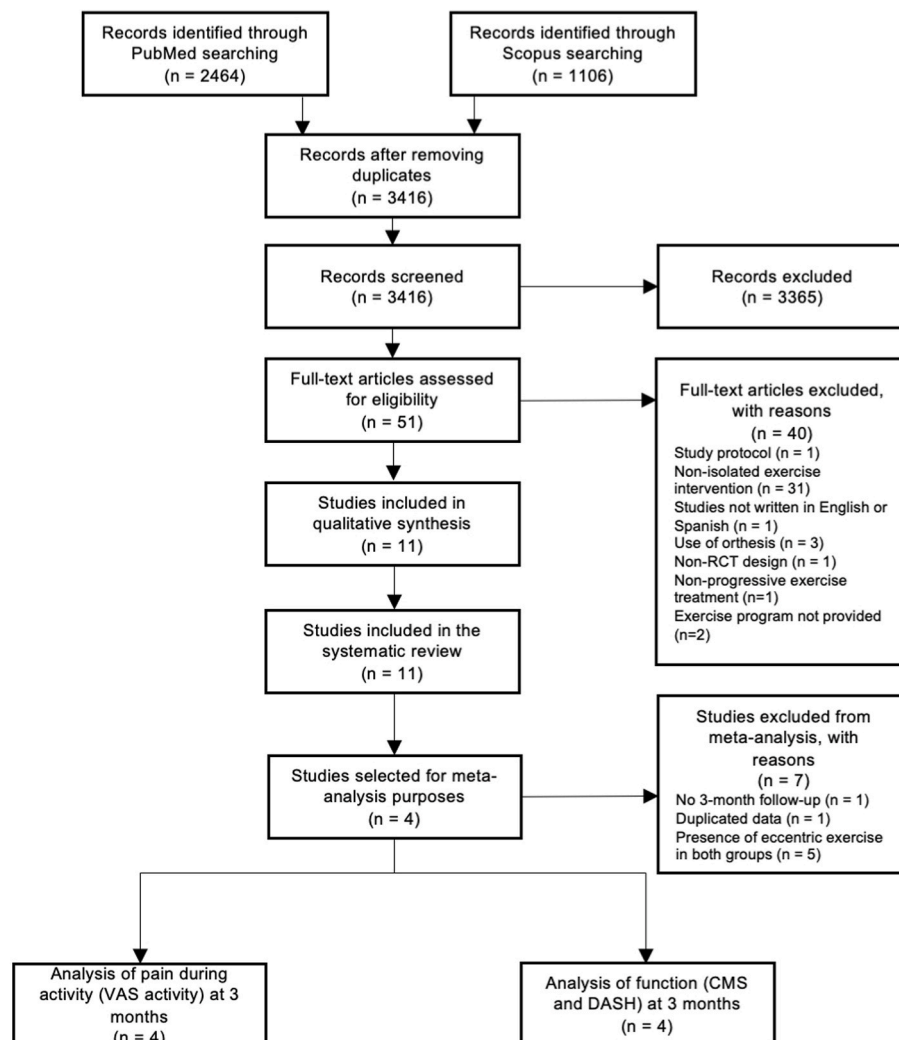 Records identified through
PubMed searching
(n = 2464)
Records identified through
Scopus searching
(n = 1106)
Records after removing
duplicates
(n = 3416)
Records screened
(n = 3416)
Records excluded
(n = 3365)
Full-text articles assessed
for eligibility
(n = 51)
Full-text articles excluded,
with reasons
(n = 40)
Study protocol (n = 1)
Non-isolated exercise
intervention (n = 31)
Studies not written in English or
Spanish (n = 1)
Use of orthesis (n = 3)
Non-RCT design (n = 1)
Non-progressive exercise
treatment (n=1)
Exercise program not provided
(n=2)
Studies included in
qualitative synthesis
(n = 11)
Studies included in the
systematic review
(n = 11)
Studies selected for meta-
analysis purposes
(n = 4)
Studies excluded from
meta-analysis, with
reasons
(n = 7)
No 3-month follow-up (n = 1)
Duplicated data (n = 1)
Presence of eccentric exercise
in both groups (n = 5)
Analysis of pain during
activity (VAS activity) at 3
months
(n = 4)
Analysis of function (CMS
and DASH) at 3 months
(n = 4)